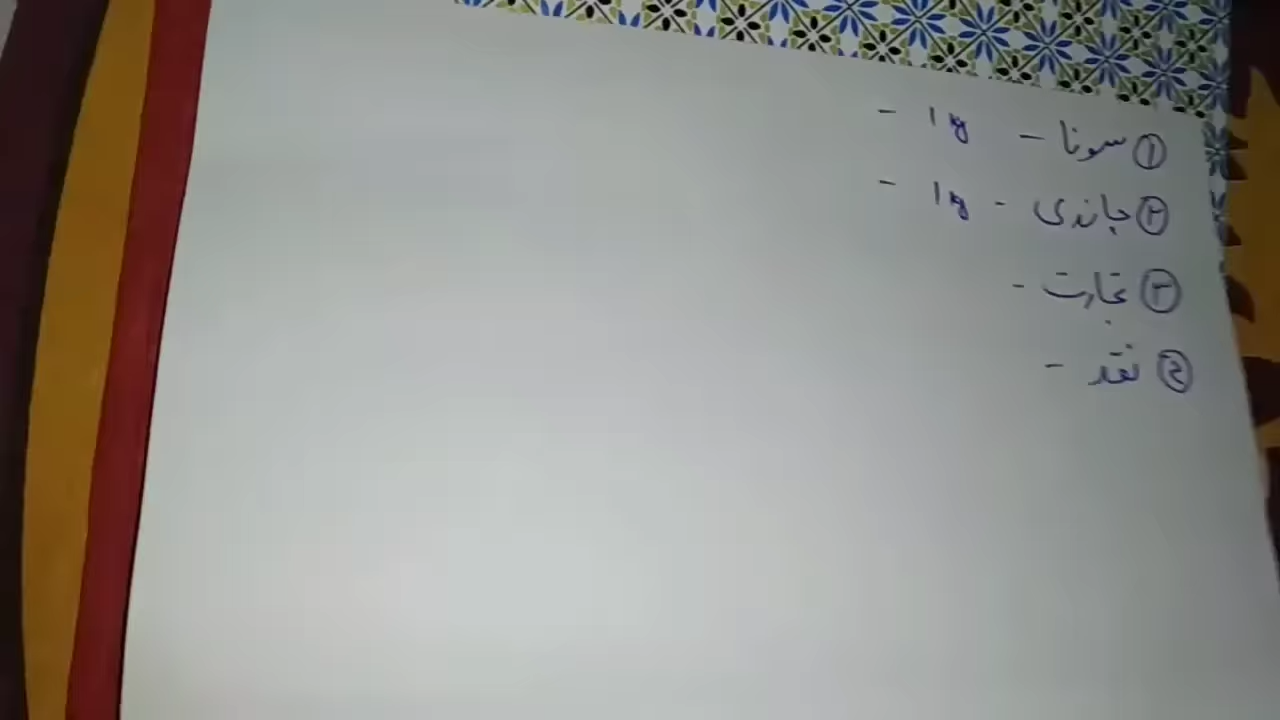 ① سونا - 1g -
② چاندی - 1g -
③ تجارت -
④ نقد -